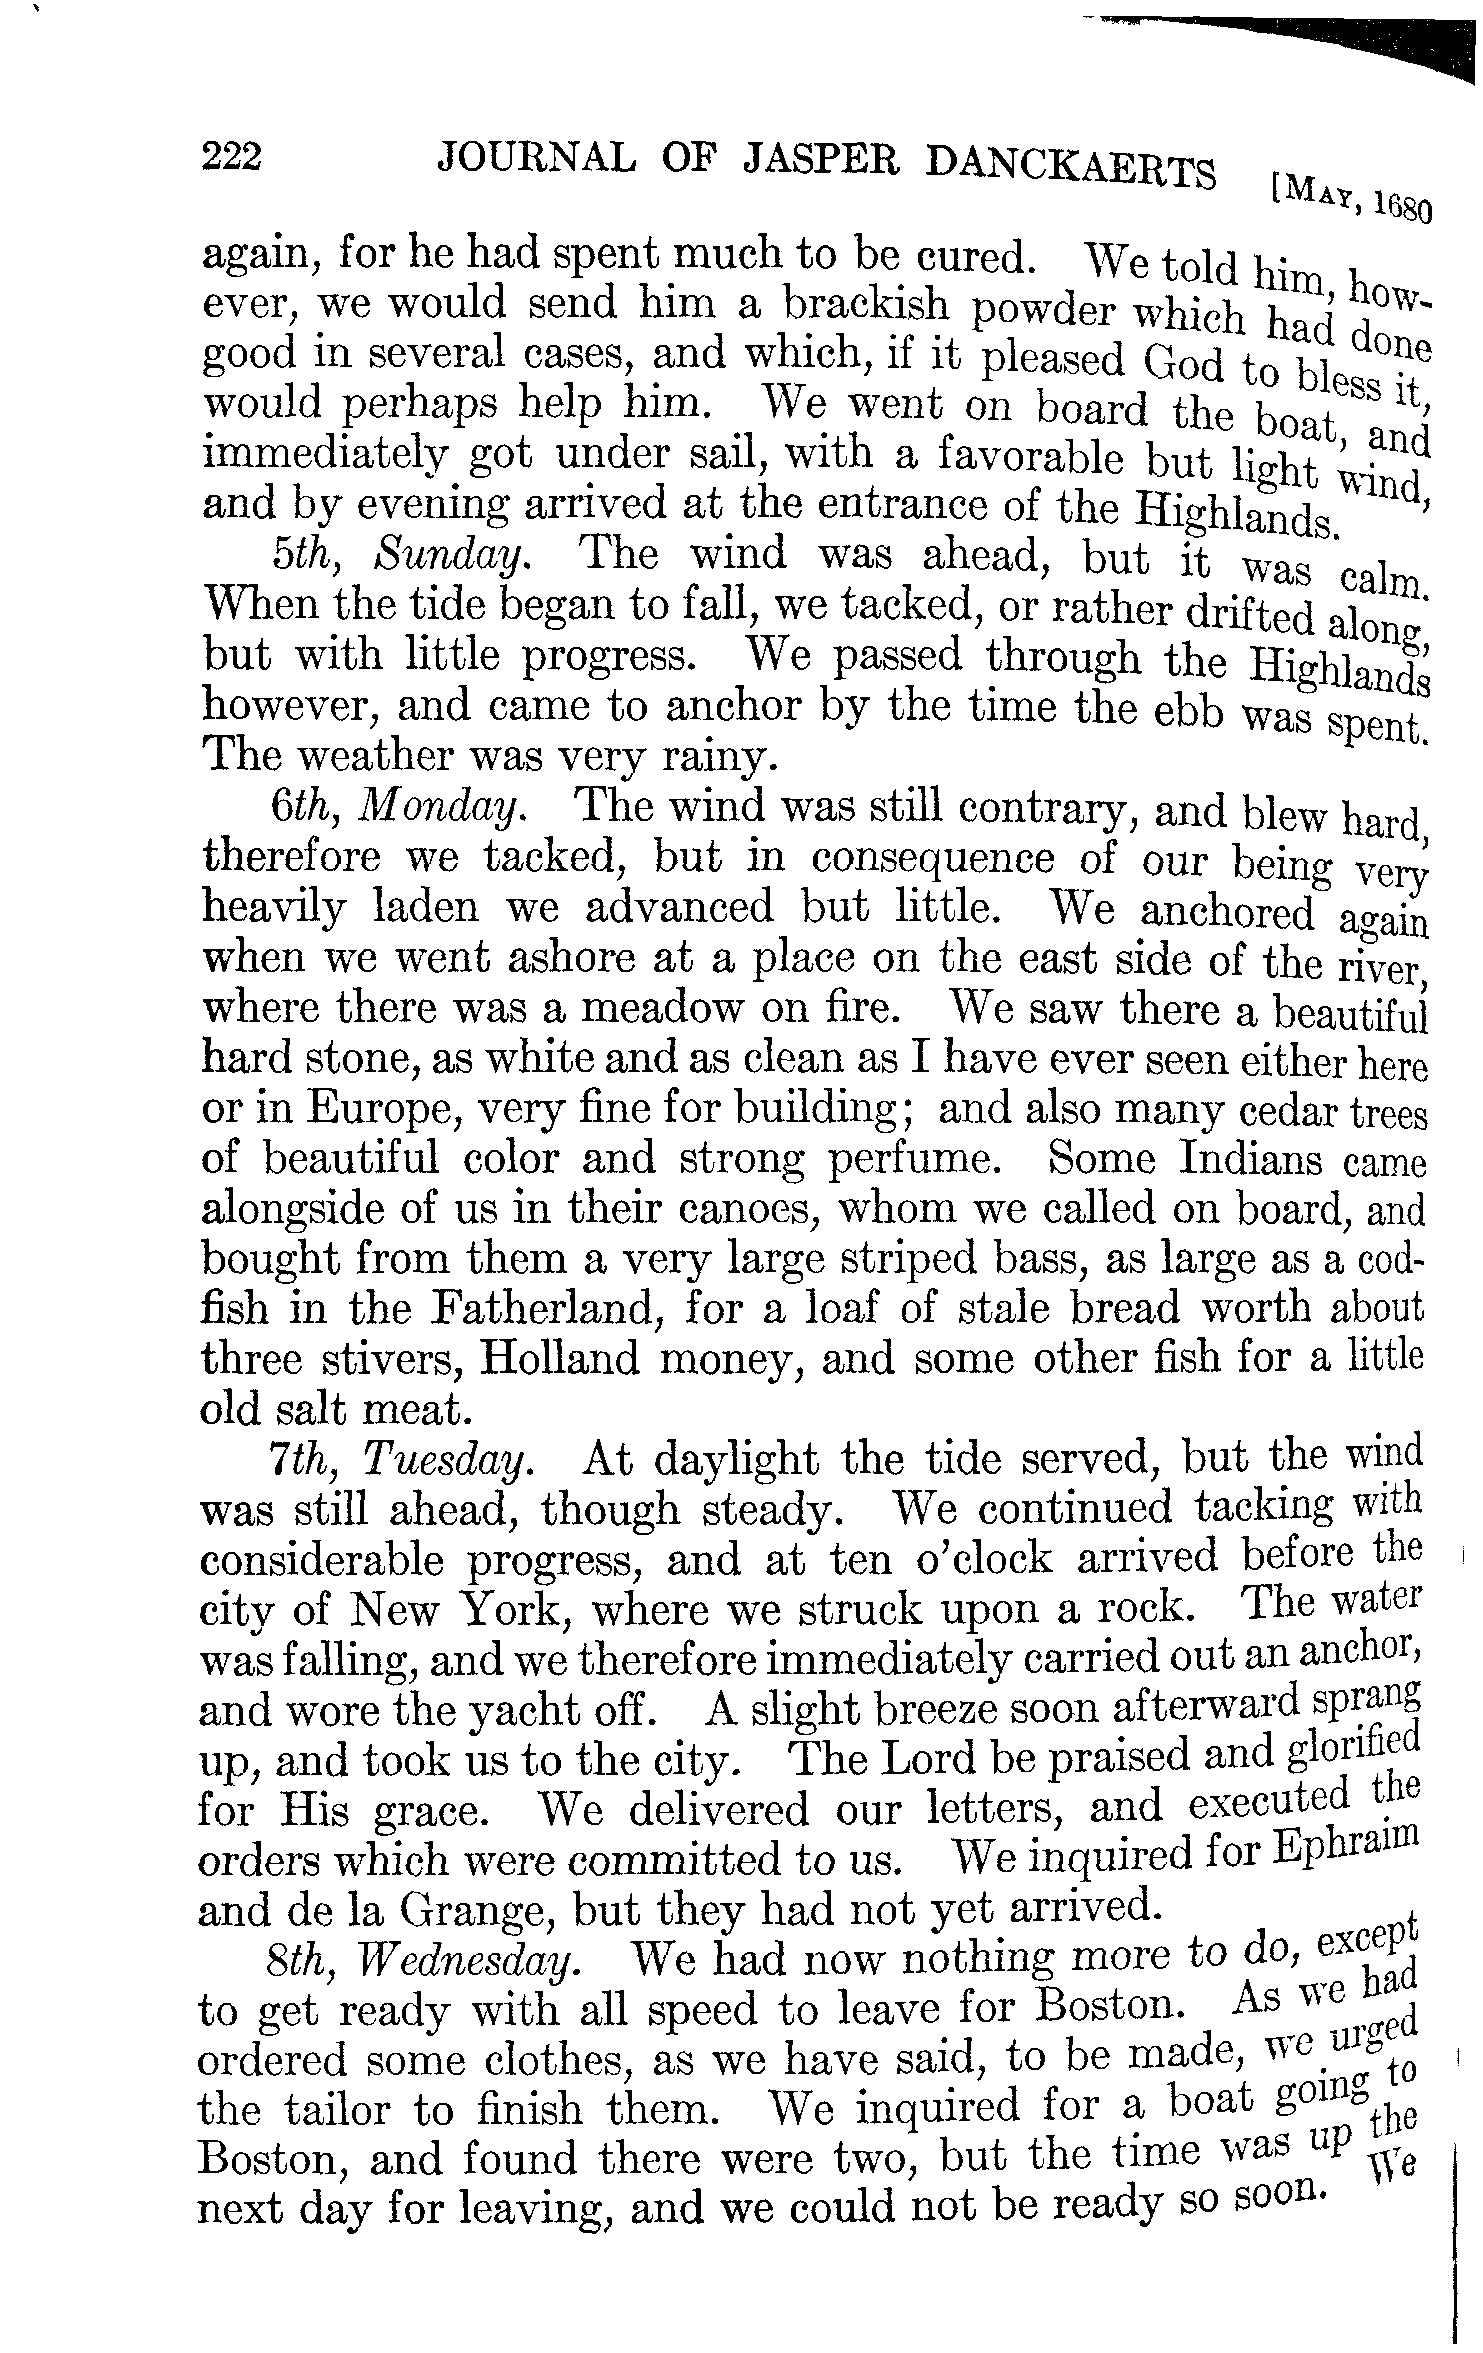 222 JOURNAL OF JASPER DANCKAERTS [MAY, 1680
again, for he had spent much to be cured. We told him, how-
ever, we would send him a brackish powder which had done
good in several cases, and which, if it pleased God to bless it,
would perhaps help him. We went on board the boat, and
immediately got under sail, with a favorable but light wind,
and by evening arrived at the entrance of the Highlands.
5th, Sunday. The wind was ahead, but it was calm.
When the tide began to fall, we tacked, or rather drifted along,
but with little progress. We passed through the Highlands
however, and came to anchor by the time the ebb was spent.
The weather was very rainy.
6th, Monday. The wind was still contrary, and blew hard,
therefore we tacked, but in consequence of our being very
heavily laden we advanced but little. We anchored again
when we went ashore at a place on the east side of the river,
where there was a meadow on fire. We saw there a beautiful
hard stone, as white and as clean as I have ever seen either here
or in Europe, very fine for building; and also many cedar trees
of beautiful color and strong perfume. Some Indians came
alongside of us in their canoes, whom we called on board, and
bought from them a very large striped bass, as large as a cod-
fish in the Fatherland, for a loaf of stale bread worth about
three stivers, Holland money, and some other fish for a little
old salt meat.
7th, Tuesday. At daylight the tide served, but the wind
was still ahead, though steady. We continued tacking with
considerable progress, and at ten o'clock arrived before the
city of New York, where we struck upon a rock. The water
was falling, and we therefore immediately carried out an anchor,
and wore the yacht off. A slight breeze soon afterward sprang
up, and took us to the city. The Lord be praised and glorified
for His grace. We delivered our letters, and executed the
orders which were committed to us. We inquired for Ephraim
and de la Grange, but they had not yet arrived.
8th, Wednesday. We had now nothing more to do, except
to get ready with all speed to leave for Boston. As we had
ordered some clothes, as we have said, to be made, we urged
the tailor to finish them. We inquired for a boat going to
Boston, and found there were two, but the time was up the
next day for leaving, and we could not be ready so soon. We